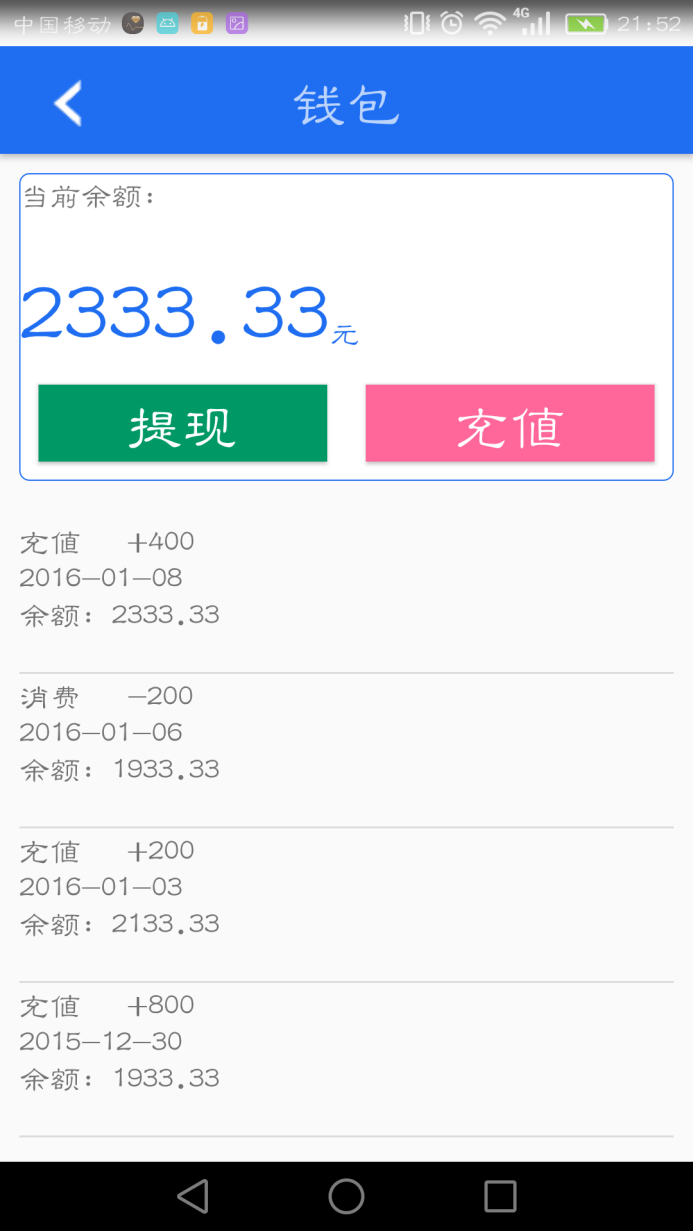 中国移动 4G 21:52
钱包
当前余额：
2333.33元
提现 充值
充值 +400
2016-01-08
余额：2333.33
消费 -200
2016-01-06
余额：1933.33
充值 +200
2016-01-03
余额：2133.33
充值 +800
2015-12-30
余额：1933.33